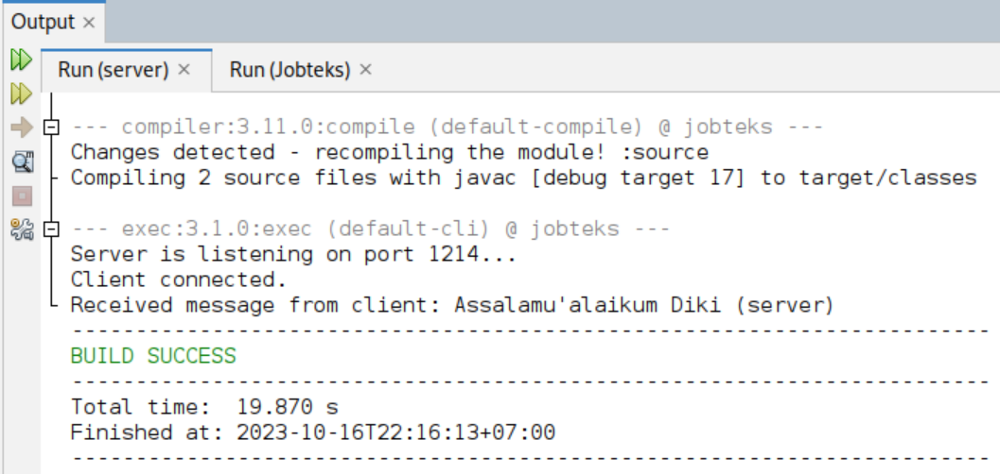 Output ×
Run (server) × Run (Jobteks) ×
--- compiler:3.11.0:compile (default-compile) @ jobteks ---
Changes detected - recompiling the module! :source
Compiling 2 source files with javac [debug target 17] to target/classes
--- exec:3.1.0:exec (default-cli) @ jobteks ---
Server is listening on port 1214...
Client connected.
Received message from client: Assalamu'alaikum Diki (server)
------------------------------------------------------------------------
BUILD SUCCESS
------------------------------------------------------------------------
Total time:  19.870 s
Finished at: 2023-10-16T22:16:13+07:00
------------------------------------------------------------------------